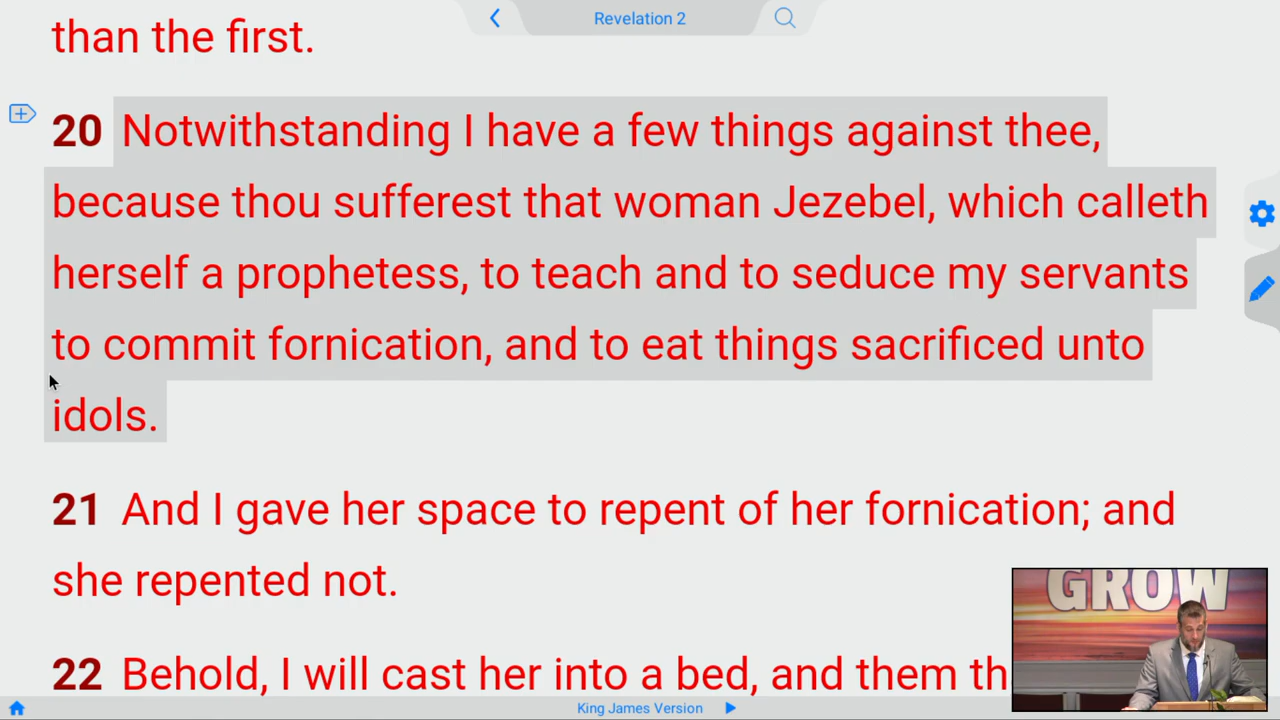 Revelation 2
than the first.
20 Notwithstanding I have a few things against thee,
because thou sufferest that woman Jezebel, which calleth
herself a prophetess, to teach and to seduce my servants
to commit fornication, and to eat things sacrificed unto
idols.
21 And I gave her space to repent of her fornication; and
she repented not.
22 Behold, I will cast her into a bed, and them th
GROW
King James Version